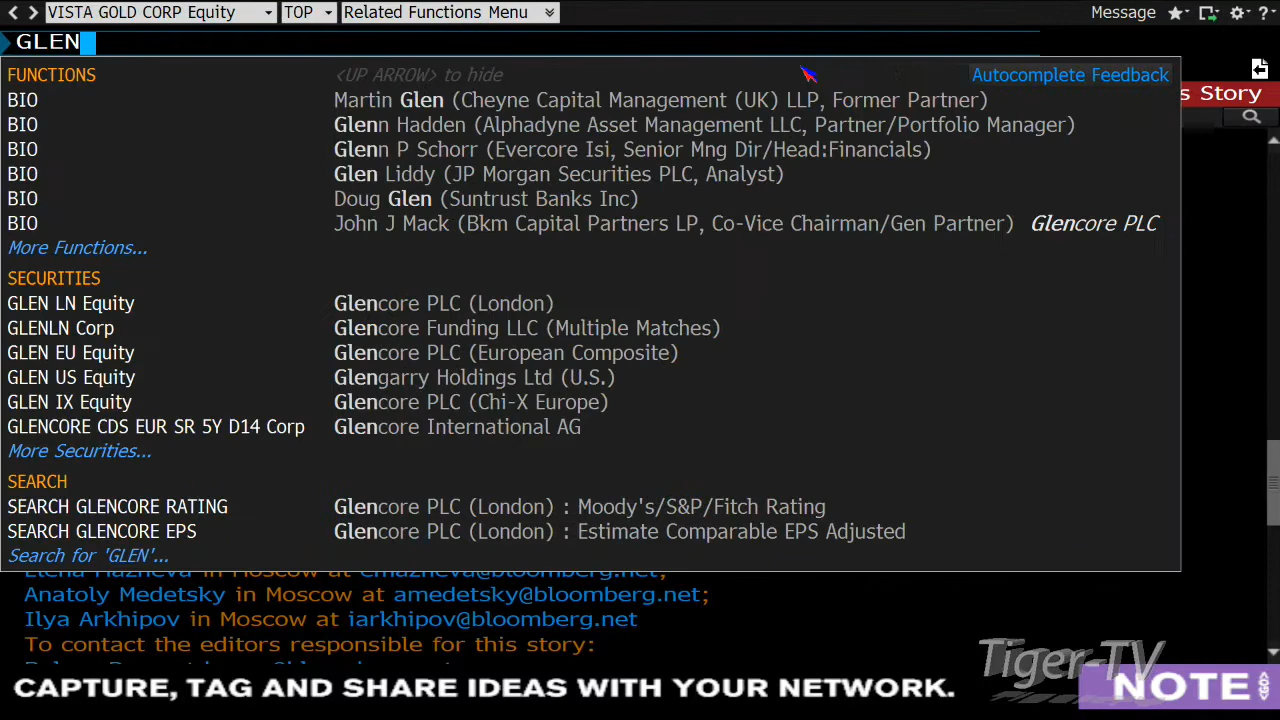 VISTA GOLD CORP Equity TOP Related Functions Menu Message ?
GLEN
FUNCTIONS <UP ARROW> to hide Autocomplete Feedback
s Story
BIO Martin Glen (Cheyne Capital Management (UK) LLP, Former Partner)
BIO Glenn Hadden (Alphadyne Asset Management LLC, Partner/Portfolio Manager)
BIO Glenn P Schorr (Evercore Isi, Senior Mng Dir/Head:Financials)
BIO Glen Liddy (JP Morgan Securities PLC, Analyst)
BIO Doug Glen (Suntrust Banks Inc)
BIO John J Mack (Bkm Capital Partners LP, Co-Vice Chairman/Gen Partner) Glencore PLC
More Functions...
SECURITIES
GLEN LN Equity Glencore PLC (London)
GLENLN Corp Glencore Funding LLC (Multiple Matches)
GLEN EU Equity Glencore PLC (European Composite)
GLEN US Equity Glengarry Holdings Ltd (U.S.)
GLEN IX Equity Glencore PLC (Chi-X Europe)
GLENCORE CDS EUR SR 5Y D14 Corp Glencore International AG
More Securities...
SEARCH
SEARCH GLENCORE RATING Glencore PLC (London) : Moody's/S&P/Fitch Rating
SEARCH GLENCORE EPS Glencore PLC (London) : Estimate Comparable EPS Adjusted
Search for 'GLEN'...
Elena Mazneva in Moscow at emazneva@bloomberg.net;
Anatoly Medetsky in Moscow at amedetsky@bloomberg.net;
Ilya Arkhipov in Moscow at iarkhipov@bloomberg.net
To contact the editors responsible for this story:
Tiger-TV
CAPTURE, TAG AND SHARE IDEAS WITH YOUR NETWORK. NOTE